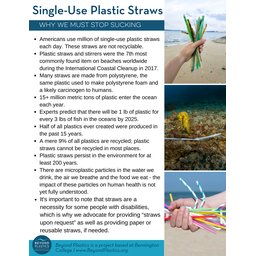 Single-Use Plastic Straws
WHY WE MUST STOP SUCKING
• Americans use million of single-use plastic straws
each day. These straws are not recyclable.
• Plastic straws and stirrers were the 7th most
commonly found item on beaches worldwide
during the International Coastal Cleanup in 2017.
• Many straws are made from polystyrene, the
same plastic used to make polystyrene foam and
a likely carcinogen to humans.
• 15+ million metric tons of plastic enter the ocean
each year.
• Experts predict that there will be 1 lb of plastic for
every 3 lbs of fish in the oceans by 2025.
• Half of all plastics ever created were produced in
the past 15 years.
• A mere 9% of all plastics are recycled; plastic
straws cannot be recycled in most places.
• Plastic straws persist in the environment for at
least 200 years.
• There are microplastic particles in the water we
drink, the air we breathe and the food we eat - the
impact of these particles on human health is not
yet fully understood.
• It's important to note that straws are a
necessity for some people with disabilities,
which is why we advocate for providing "straws
upon request" as well as providing paper or
reusable straws, if needed.
BEYOND
PLASTICS
Beyond Plastics is a project based at Bennington
College | www.BeyondPlastics.org